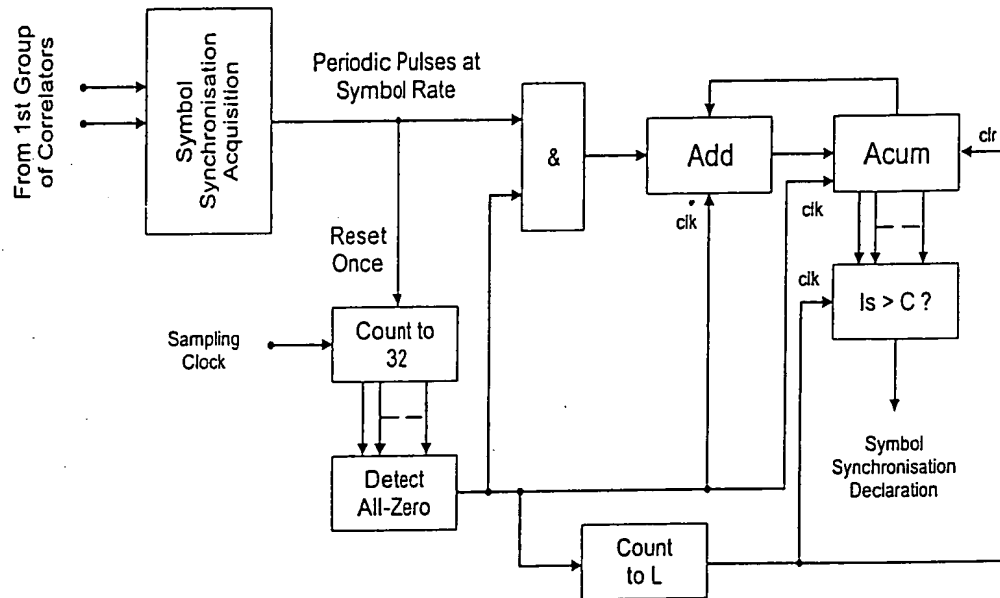 From 1st Group
of Correlators
Symbol
Synchronisation
Acquisition
Periodic Pulses at
Symbol Rate
&
Add
Acum
clr
clk
clk
Reset
Once
clk
Is > C ?
Sampling
Clock
Count to
32
Detect
All-Zero
Symbol
Synchronisation
Declaration
Count
to L